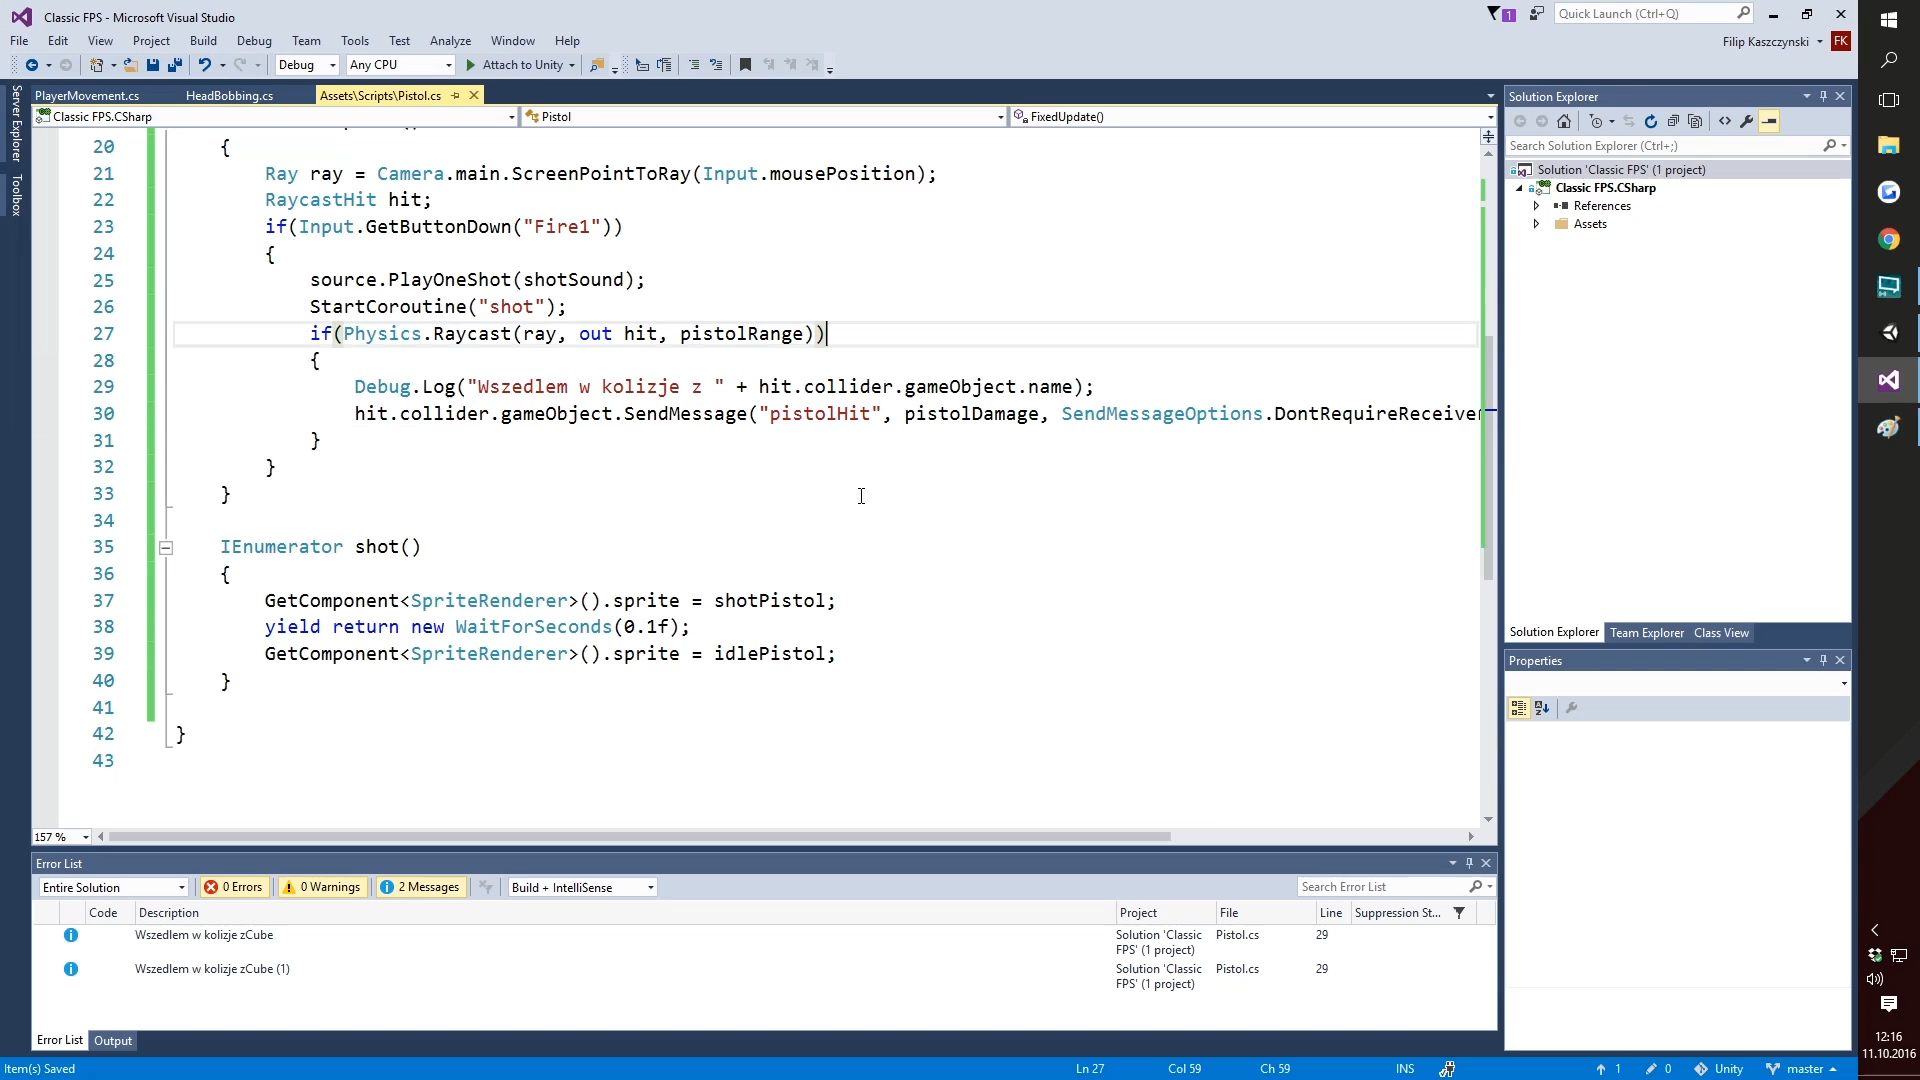 Classic FPS - Microsoft Visual Studio
1
Quick Launch (Ctrl+Q)
File Edit View Project Build Debug Team Tools Test Analyze Window Help
Filip Kaszczynski FK
Debug Any CPU Attach to Unity
Server Explorer
Toolbox
PlayerMovement.cs HeadBobbing.cs Assets\Scripts\Pistol.cs
Classic FPS.CSharp Pistol FixedUpdate()
20 {
21 Ray ray = Camera.main.ScreenPointToRay(Input.mousePosition);
22 RaycastHit hit;
23 if(Input.GetButtonDown("Fire1"))
24 {
25 source.PlayOneShot(shotSound);
26 StartCoroutine("shot");
27 if(Physics.Raycast(ray, out hit, pistolRange))
28 {
29 Debug.Log("Wszedlem w kolizje z " + hit.collider.gameObject.name);
30 hit.collider.gameObject.SendMessage("pistolHit", pistolDamage, SendMessageOptions.DontRequireReceiver
31 }
32 }
33 }
34
35 IEnumerator shot()
36 {
37 GetComponent<SpriteRenderer>().sprite = shotPistol;
38 yield return new WaitForSeconds(0.1f);
39 GetComponent<SpriteRenderer>().sprite = idlePistol;
40 }
41
42 }
43
157 %
Error List
Entire Solution 0 Errors 0 Warnings 2 Messages Build + IntelliSense Search Error List
Code Description Project File Line Suppression St...
Wszedlem w kolizje zCube Solution 'Classic FPS' (1 project) Pistol.cs 29
Wszedlem w kolizje zCube (1) Solution 'Classic FPS' (1 project) Pistol.cs 29
Error List Output
Item(s) Saved Ln 27 Col 59 Ch 59 INS 1 0 Unity master
Solution Explorer
Search Solution Explorer (Ctrl+;)
Solution 'Classic FPS' (1 project)
Classic FPS.CSharp
References
Assets
Solution Explorer Team Explorer Class View
Properties
12:16
11.10.2016